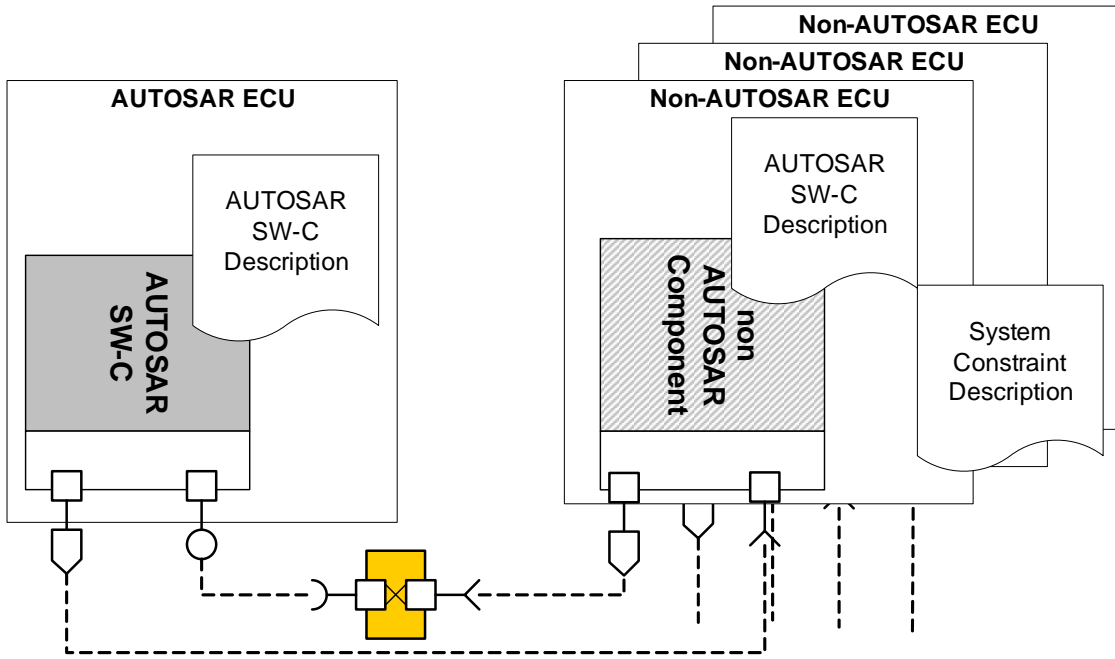 Non-AUTOSAR ECU
Non-AUTOSAR ECU
Non-AUTOSAR ECU
AUTOSAR ECU
AUTOSAR
SW-C
Description
AUTOSAR
SW-C
AUTOSAR
SW-C
Description
non
AUTOSAR
Component
System
Constraint
Description